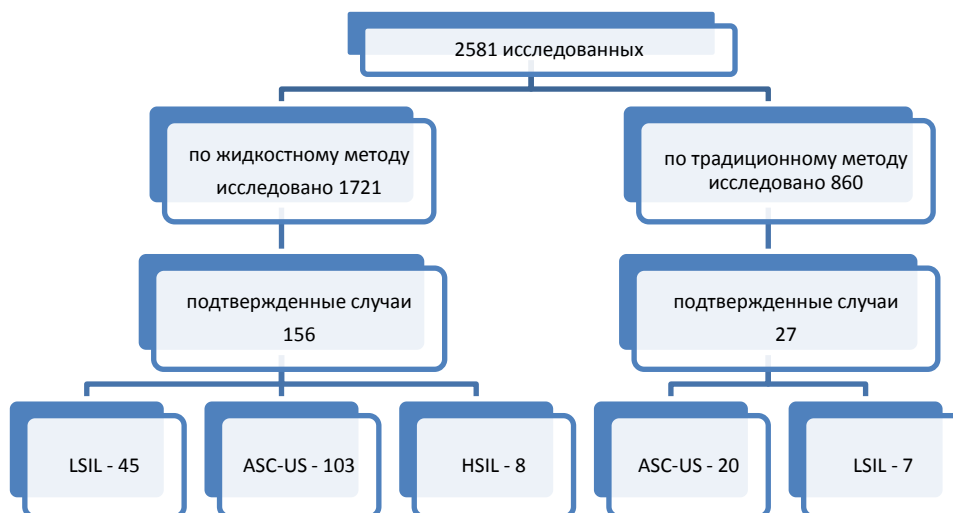 2581 исследованных
по жидкостному методу
исследовано 1721
по традиционному методу
исследовано 860
подтвержденные случаи
156
подтвержденные случаи
27
LSIL - 45
ASC-US - 103
HSIL - 8
ASC-US - 20
LSIL - 7